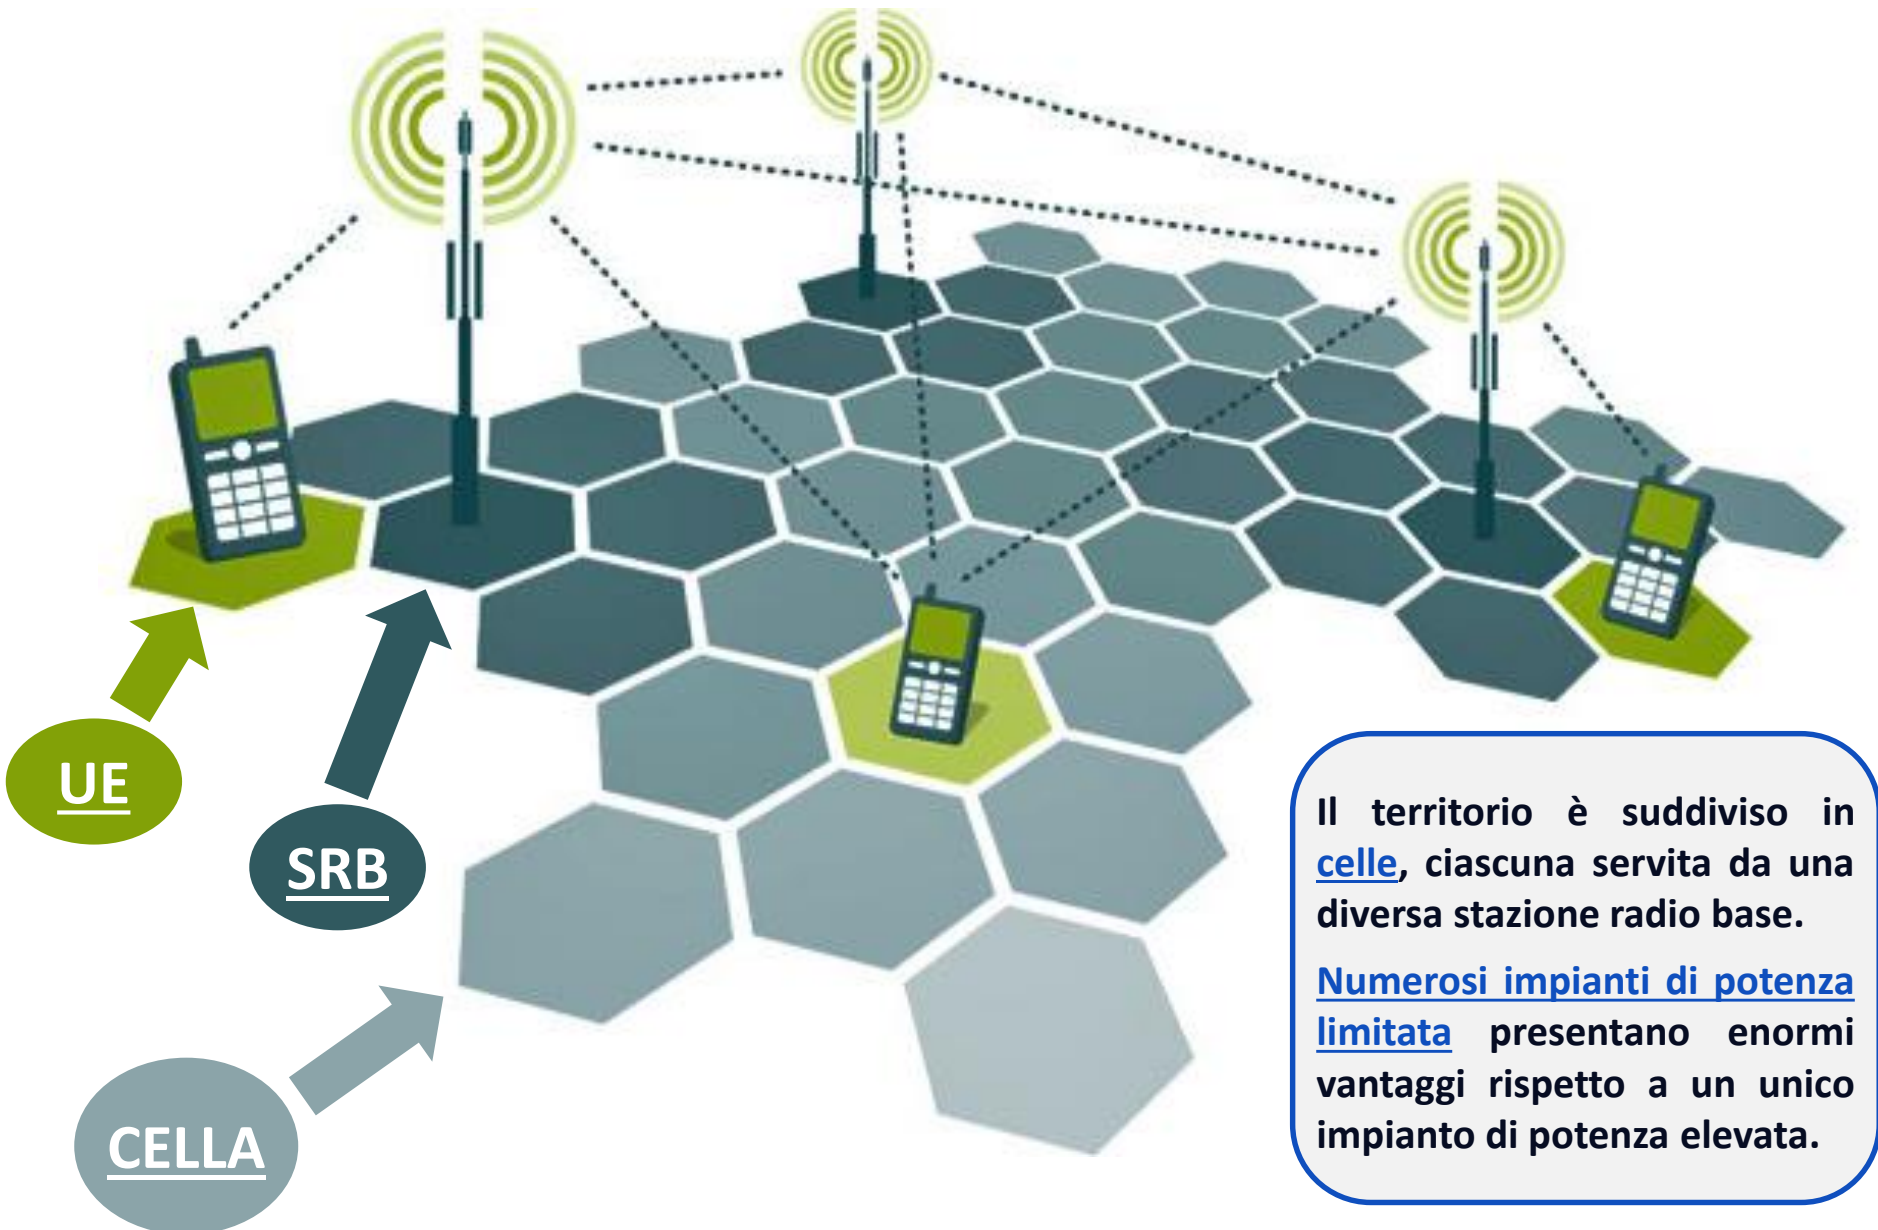 UE
SRB
CELLA
Il territorio è suddiviso in
celle, ciascuna servita da una
diversa stazione radio base.
Numerosi impianti di potenza
limitata presentano enormi
vantaggi rispetto a un unico
impianto di potenza elevata.